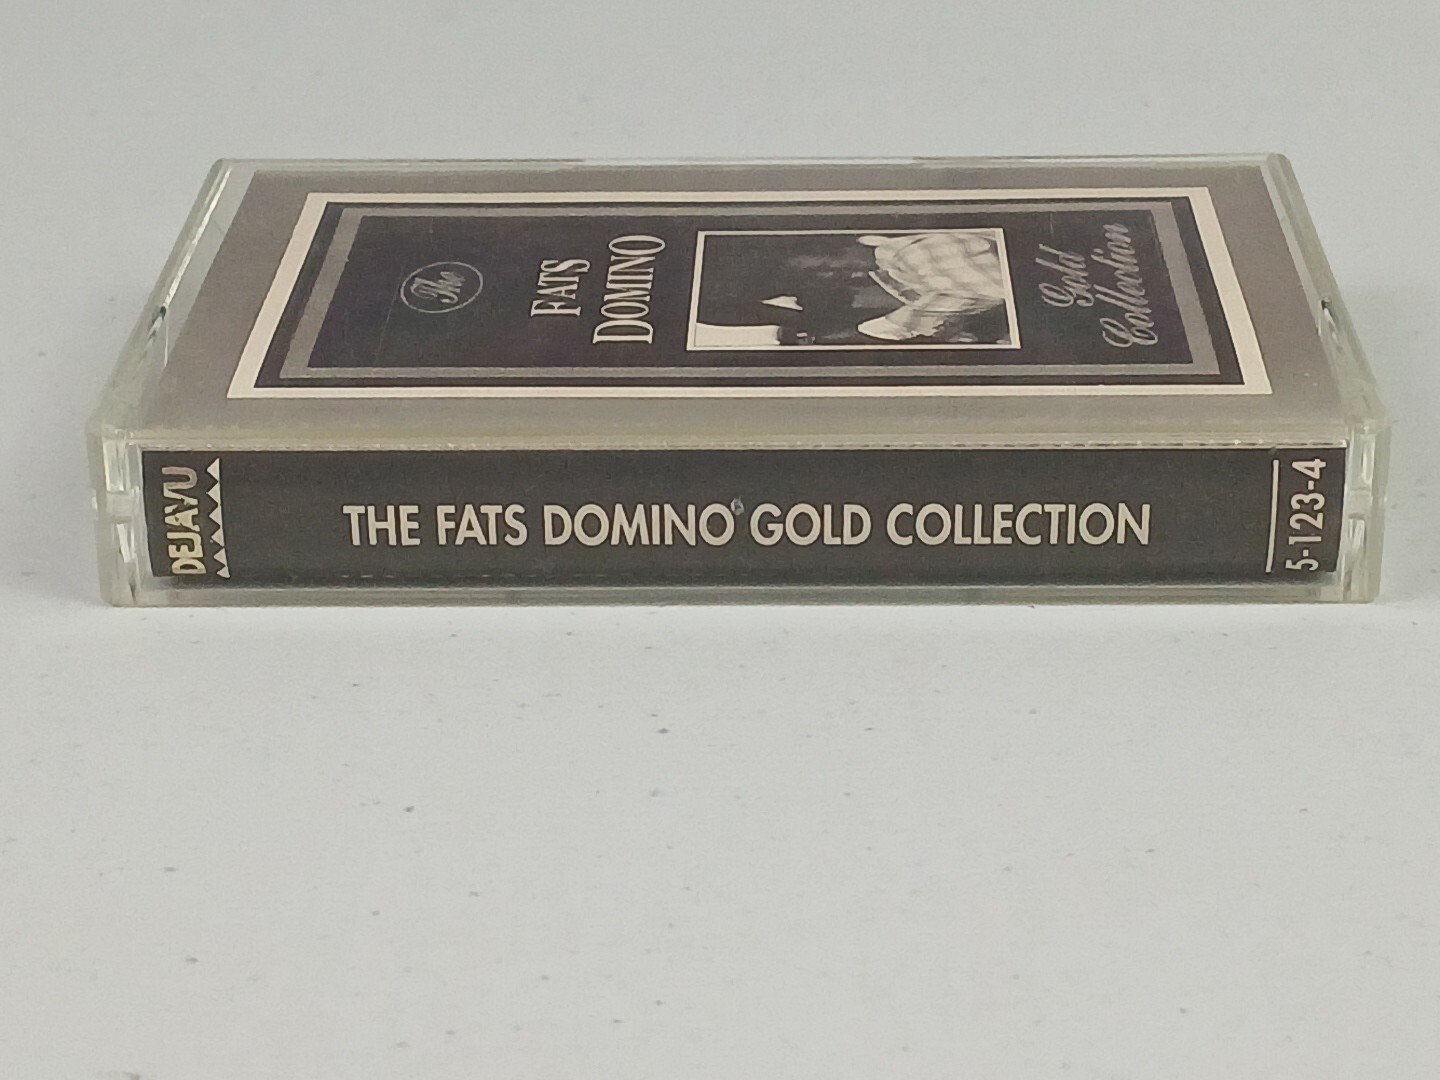 The
FATS
DOMINO
Gold
Collection
DEJAVU
THE FATS DOMINO GOLD COLLECTION
5-123-4